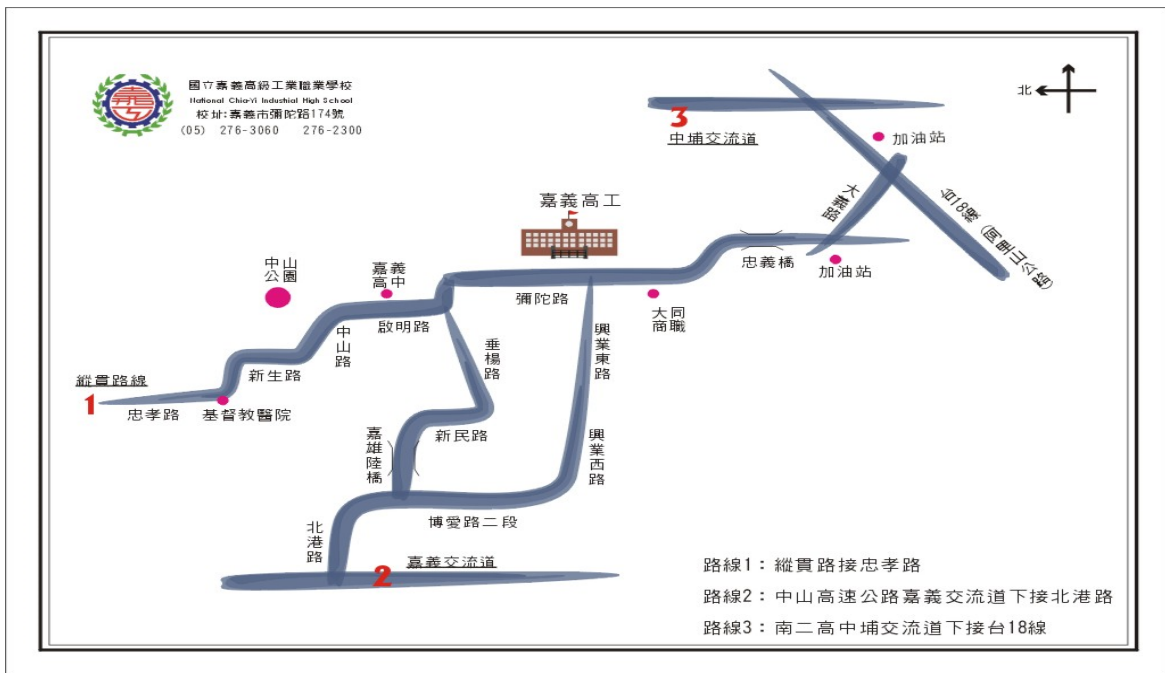 國立嘉義高級工業職業學校
National Chia-Yi Industrial High School
校址:嘉義市彌陀路174號
(05) 276-3060 276-2300
北
3
中埔交流道
加油站
大義路
台18線 (阿里山公路)
嘉義高工
忠義橋
加油站
中山
公園
嘉義
高中
彌陀路
大同
商職
啟明路
中山路
新生路
垂楊路
興業東路
縱貫路線
1
忠孝路
基督教醫院
嘉雄陸橋
新民路
興業西路
博愛路二段
北港路
嘉義交流道
2
路線1：縱貫路接忠孝路
路線2：中山高速公路嘉義交流道下接北港路
路線3：南二高中埔交流道下接台18線